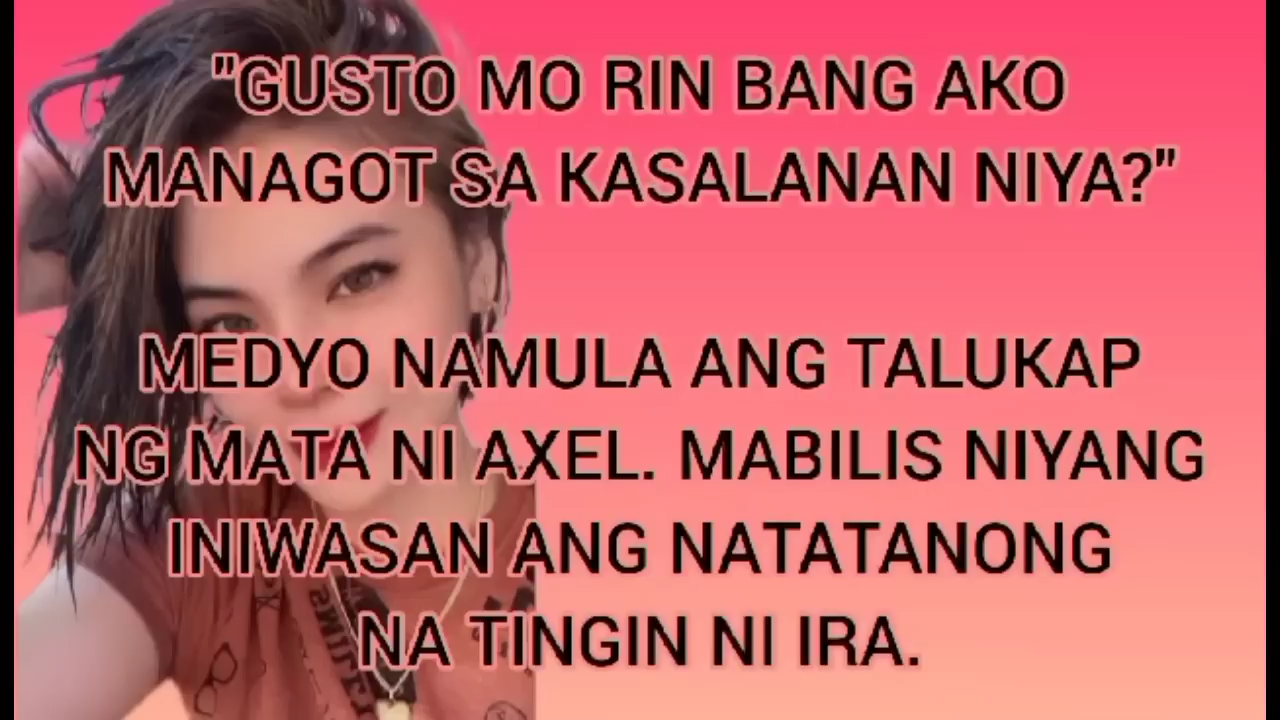 "GUSTO MO RIN BANG AKO
MANAGOT SA KASALANAN NIYA?"
MEDYO NAMULA ANG TALUKAP
NG MATA NI AXEL. MABILIS NIYANG
INIWASAN ANG NATATANONG
NA TINGIN NI IRA.